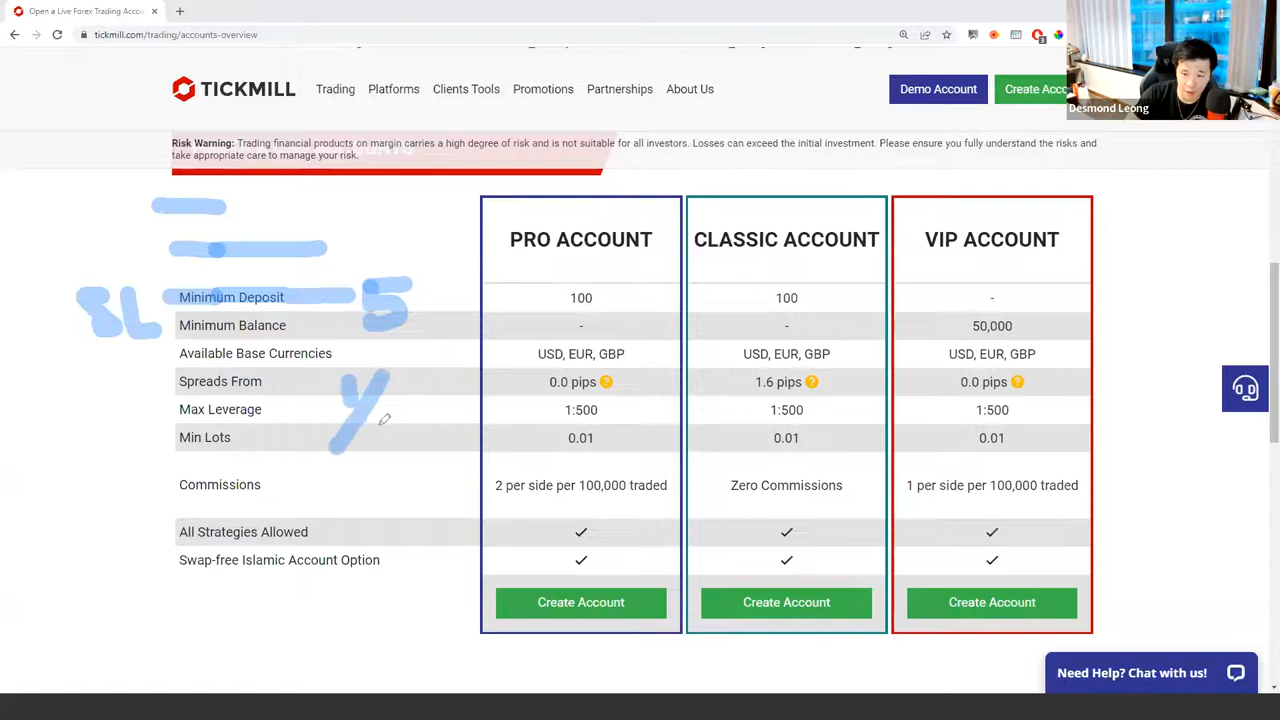 Open a Live Forex Trading Accou
tickmill.com/trading/accounts-overview
3
TICKMILL
Trading Platforms Clients Tools Promotions Partnerships About Us
Demo Account
Create Acco
Desmond Leong
Risk Warning: Trading financial products on margin carries a high degree of risk and is not suitable for all investors. Losses can exceed the initial investment. Please ensure you fully understand the risks and
take appropriate care to manage your risk.
PRO ACCOUNT CLASSIC ACCOUNT VIP ACCOUNT
SL 5
Minimum Deposit 100 100 -
Minimum Balance - - 50,000
Available Base Currencies USD, EUR, GBP USD, EUR, GBP USD, EUR, GBP
Spreads From 0.0 pips ? 1.6 pips ? 0.0 pips ?
Max Leverage 1:500 1:500 1:500
Min Lots 0.01 0.01 0.01
Commissions 2 per side per 100,000 traded Zero Commissions 1 per side per 100,000 traded
All Strategies Allowed
Swap-free Islamic Account Option
Create Account Create Account Create Account
Need Help? Chat with us!